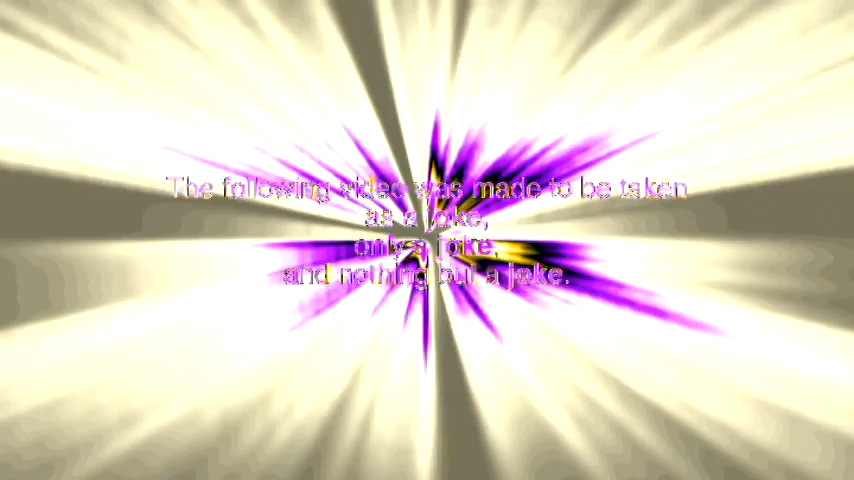 The following video was made to be taken
as a joke,
only a joke,
and nothing but a joke.